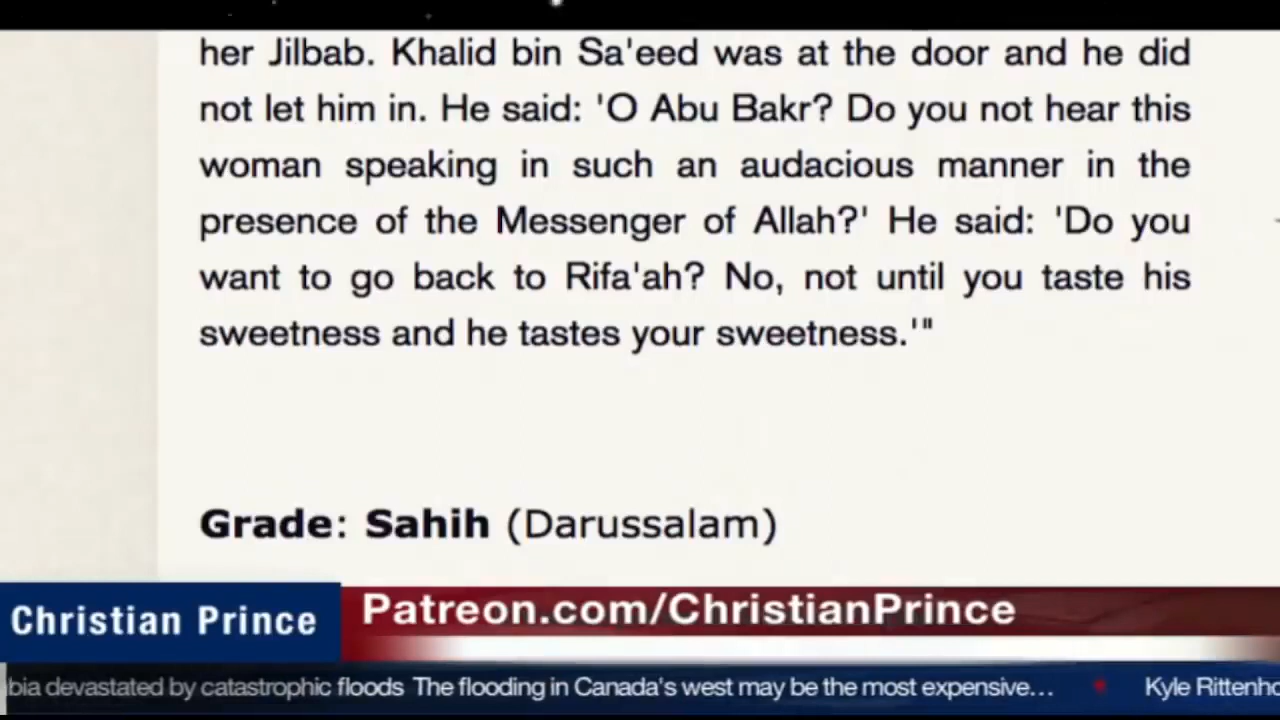 her Jilbab. Khalid bin Sa'eed was at the door and he did
not let him in. He said: 'O Abu Bakr? Do you not hear this
woman speaking in such an audacious manner in the
presence of the Messenger of Allah?' He said: 'Do you
want to go back to Rifa'ah? No, not until you taste his
sweetness and he tastes your sweetness.'"
Grade: Sahih (Darussalam)
Christian Prince
Patreon.com/ChristianPrince
bia devastated by catastrophic floods The flooding in Canada's west may be the most expensive... Kyle Rittenho